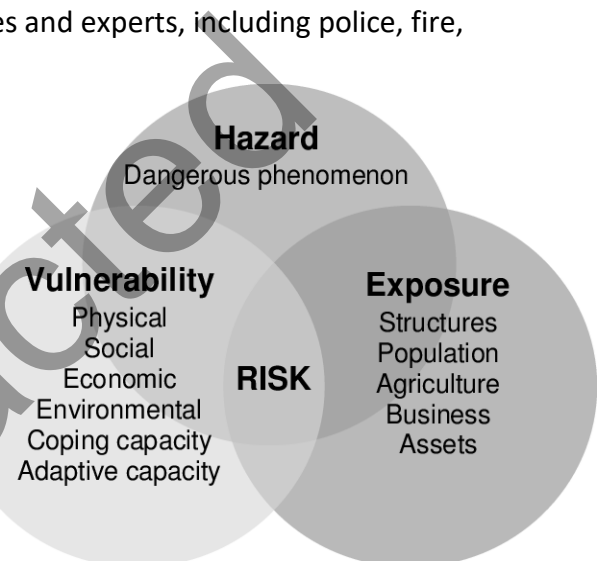 es and experts, including police, fire,
Hazard
Dangerous phenomenon
Vulnerability
Physical
Social
Economic
Environmental
Coping capacity
Adaptive capacity
RISK
Exposure
Structures
Population
Agriculture
Business
Assets
acted